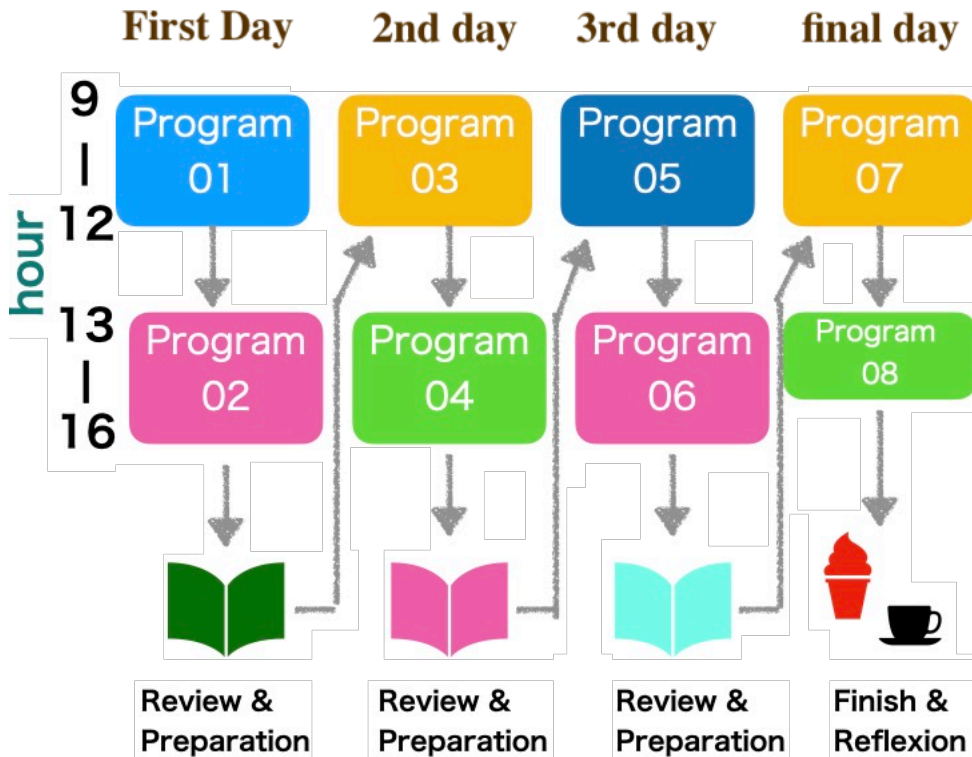 First Day
2nd day
3rd day
final day
hour
9
|
12
Program
01
Program
03
Program
05
Program
07
13
|
16
Program
02
Program
04
Program
06
Program
08
Review &
Preparation
Review &
Preparation
Review &
Preparation
Finish &
Reflexion